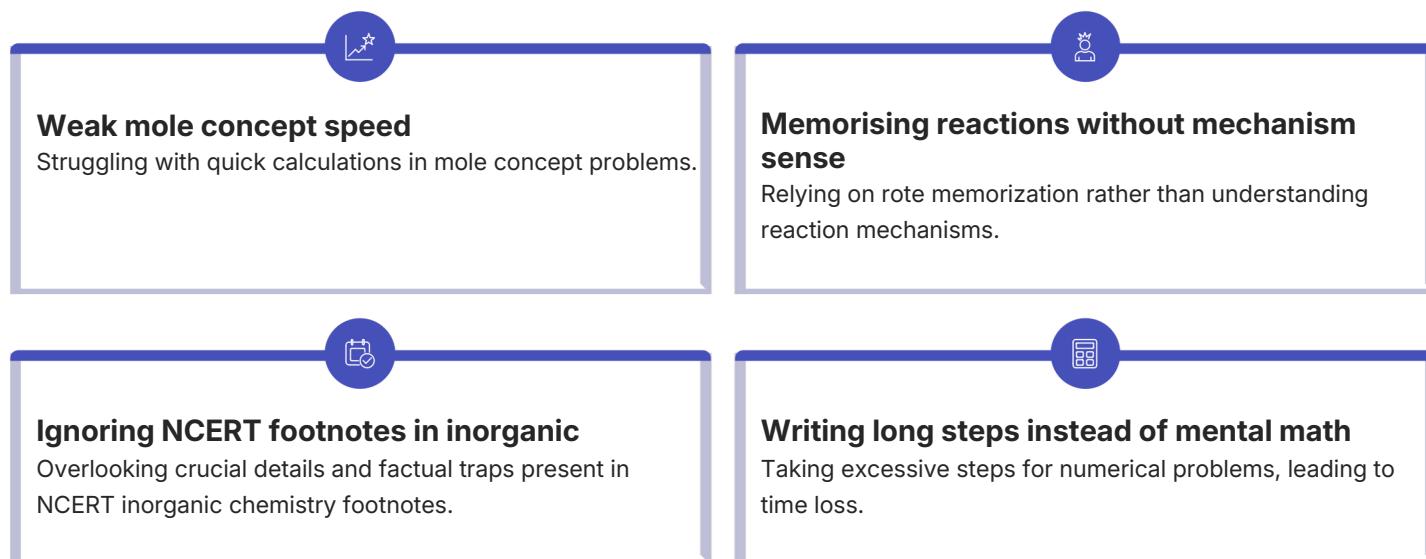 Weak mole concept speed
Struggling with quick calculations in mole concept problems.
Memorising reactions without mechanism
sense
Relying on rote memorization rather than understanding
reaction mechanisms.
Ignoring NCERT footnotes in inorganic
Overlooking crucial details and factual traps present in
NCERT inorganic chemistry footnotes.
Writing long steps instead of mental math
Taking excessive steps for numerical problems, leading to
time loss.